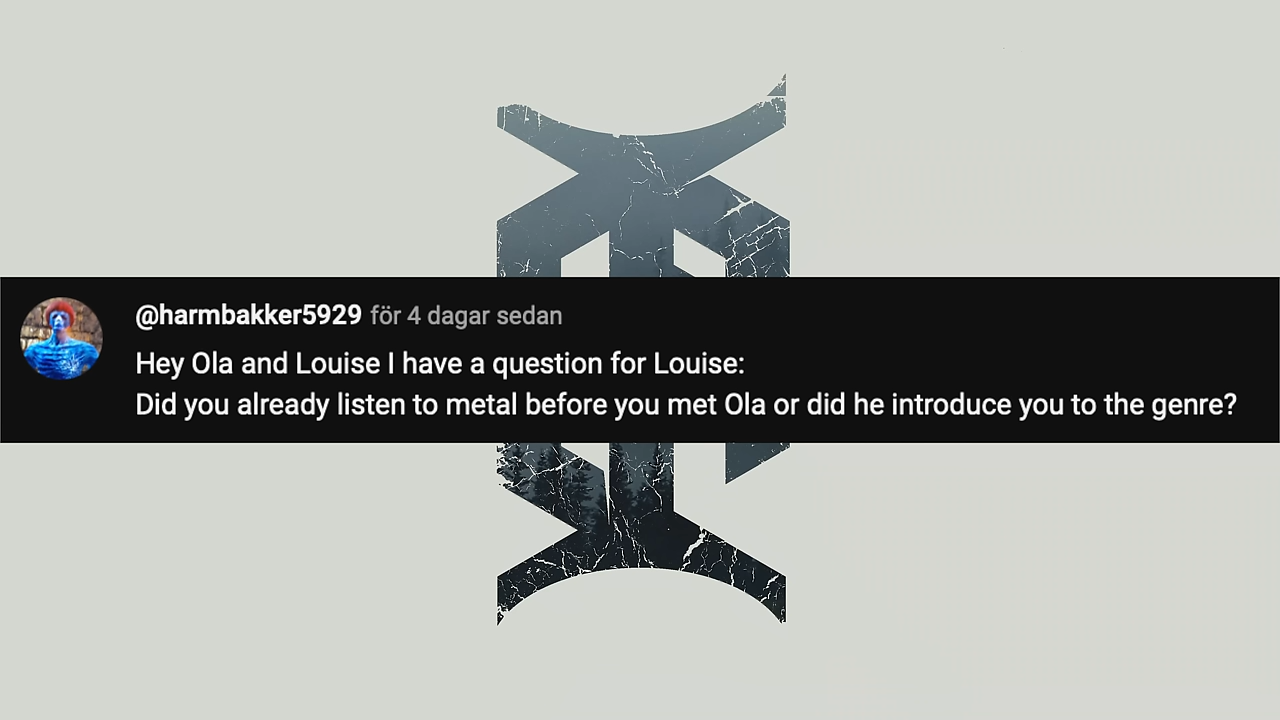 @harmbakker5929 för 4 dagar sedan
Hey Ola and Louise I have a question for Louise:
Did you already listen to metal before you met Ola or did he introduce you to the genre?